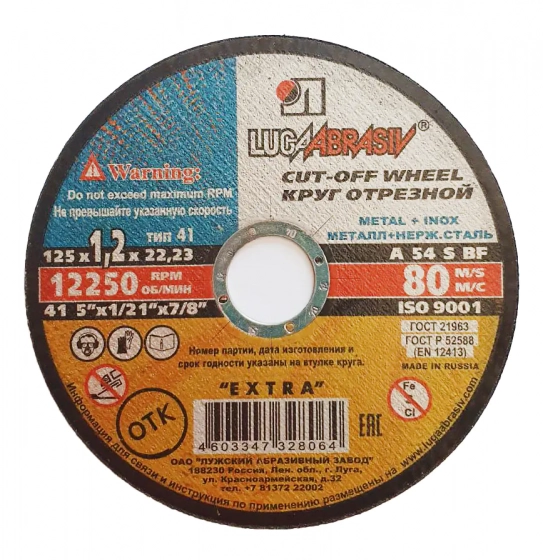 Л
LUGAABRASIV®
CUT-OFF WHEEL
КРУГ ОТРЕЗНОЙ
METAL + INOX
МЕТАЛЛ+НЕРЖ.СТАЛЬ
Warning:
Do not exceed maximum RPM
Не превышайте указанную скорость
ТИП 41
125 x 1,2 x 22,23
A 54 S BF
12250 RPM
ОБ/МИН
80 M/S
М/С
41 5"x1/21"x7/8"
ISO 9001
ГОСТ 21963
ГОСТ Р 52588
(EN 12413)
MADE IN RUSSIA
Номер партии, дата изготовления и
срок годности указаны на втулке круга.
"EXTRA"
ОТК
Fe
S
Cl
4 603347 328064
EAC
ОАО "ЛУЖСКИЙ АБРАЗИВНЫЙ ЗАВОД"
188230 Россия, Лен. обл., г. Луга,
ул. Красноармейская, д.32
тел. +7 81372 22002
Информация для связи и инструкция по применению размещены на www.lugaabrasiv.com